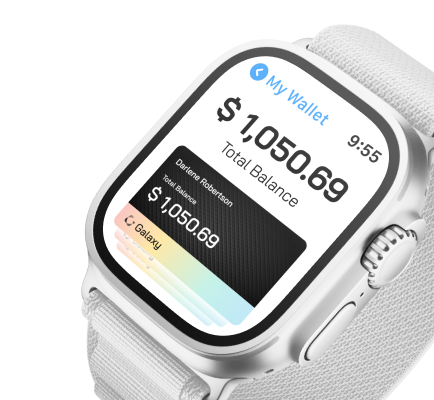 My Wallet
9:55
$ 1,050.69
Total Balance
Darlene Robertson
Total Balance
$ 1,050.69
Galaxy